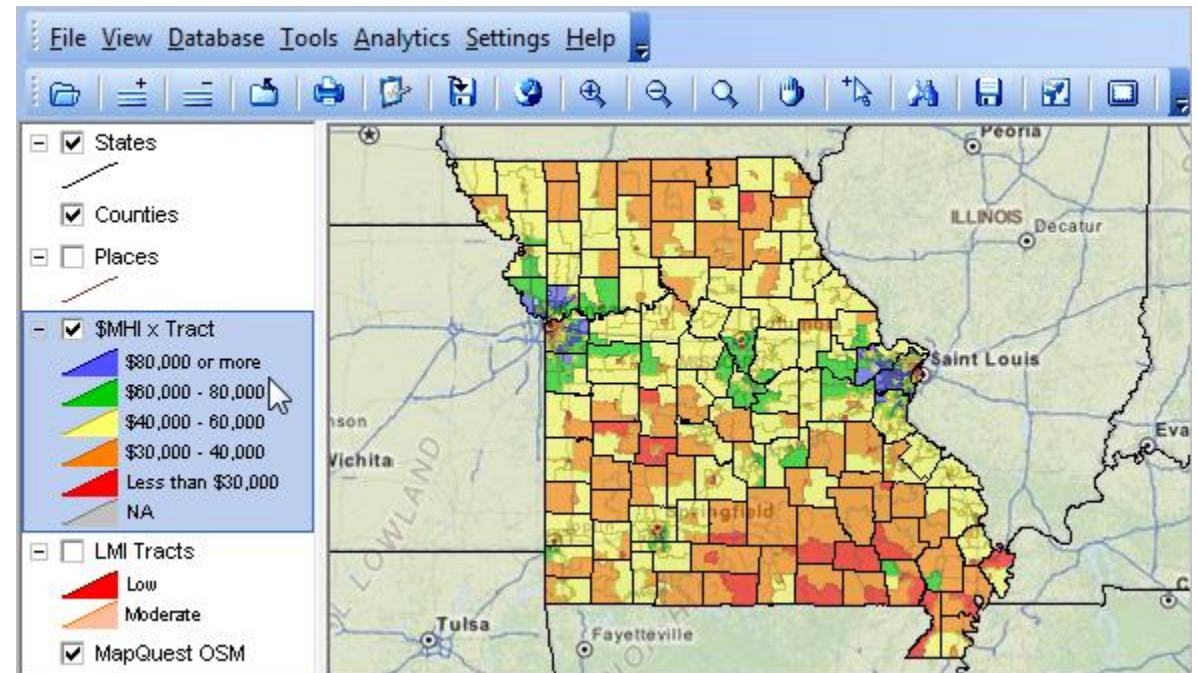 File View Database Tools Analytics Settings Help
States
Counties
Places
$MHI x Tract
$80,000 or more
$60,000 - 80,000
$40,000 - 60,000
$30,000 - 40,000
Less than $30,000
NA
LMI Tracts
Low
Moderate
MapQuest OSM
Peoria
ILLINOIS
Decatur
Saint Louis
Eva
Wichita
LOWLAND
Springfield
Tulsa
Fayetteville